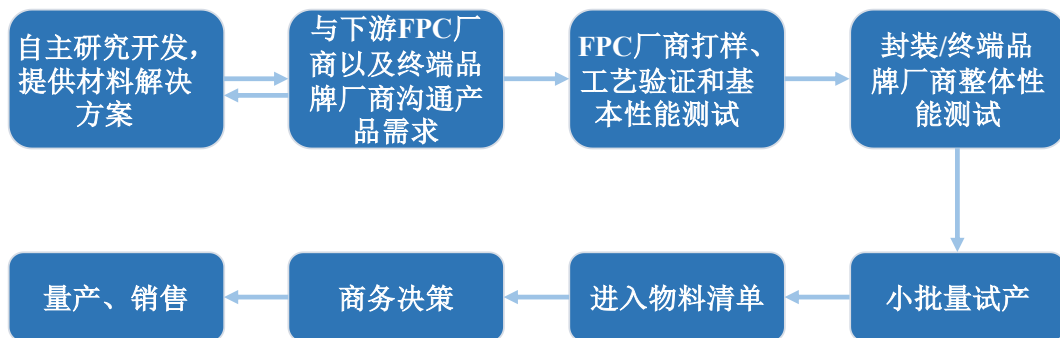 自主研究开发，
提供材料解决
方案
与下游FPC厂
商以及终端品
牌厂商沟通产
品需求
FPC厂商打样、
工艺验证和基
本性能测试
封装/终端品
牌厂商整体性
能测试
小批量试产
进入物料清单
商务决策
量产、销售